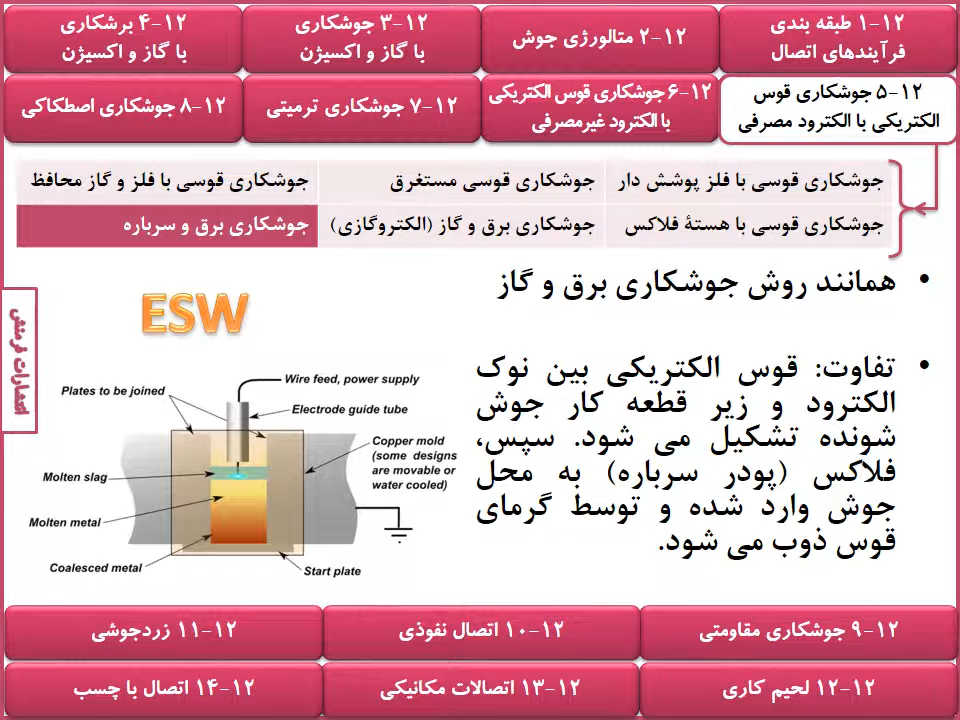 ۱۲-۱ طبقه بندی
فرآیندهای اتصال
۱۲-۲ متالورژی جوش
۱۲-۳ جوشکاری
با گاز و اکسیژن
۱۲-۴ برشکاری
با گاز و اکسیژن
۱۲-۵ جوشکاری قوس
الکتریکی با الکترود مصرفی
۱۲-۶ جوشکاری قوس الکتریکی
با الکترود غیرمصرفی
۱۲-۷ جوشکاری ترمیتی
۱۲-۸ جوشکاری اصطکاکی
جوشکاری قوسی با فلز پوشش دار
جوشکاری قوسی مستغرق
جوشکاری قوسی با فلز و گاز محافظ
جوشکاری قوسی با هستۀ فلاکس
جوشکاری برق و گاز (الکتروگازی)
جوشکاری برق و سرباره
• همانند روش جوشکاری برق و گاز
• تفاوت: قوس الکتریکی بین نوک
الکترود و زیر قطعه کار جوش
شونده تشکیل می شود. سپس،
فلاکس (پودر سرباره) به محل
جوش وارد شده و توسط گرمای
قوس ذوب می شود.
ESW
انتشارات فرمنش
Plates to be joined
Wire feed, power supply
Electrode guide tube
Copper mold
(some designs
are movable or
water cooled)
Molten slag
Molten metal
Coalesced metal
Start plate
۱۲-۹ جوشکاری مقاومتی
۱۲-۱۰ اتصال نفوذی
۱۲-۱۱ زردجوشی
۱۲-۱۲ لحیم کاری
۱۲-۱۳ اتصالات مکانیکی
۱۲-۱۴ اتصال با چسب